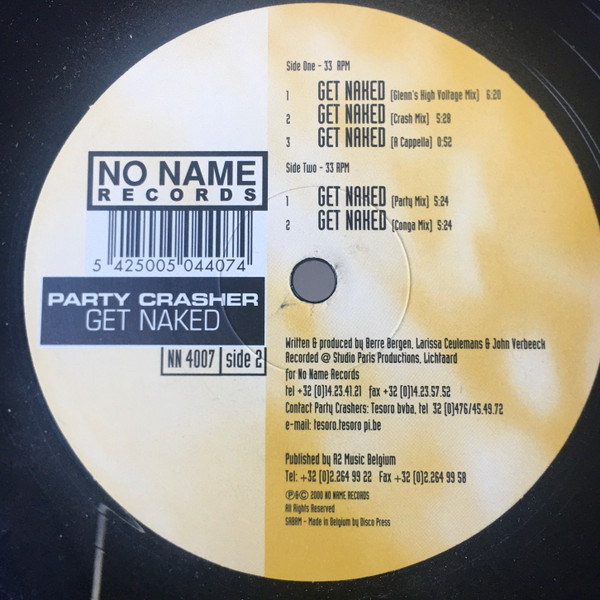 NO NAME
RECORDS
5 425005 044074
PARTY CRASHER
GET NAKED
NN 4007 side 2
Side One - 33 RPM
1 GET NAKED (Glenn's High Voltage Mix) 6:20
2 GET NAKED (Crash Mix) 5:28
3 GET NAKED (A Cappella) 0:52
Side Two - 33 RPM
1 GET NAKED (Party Mix) 5:24
2 GET NAKED (Conga Mix) 5:24
Written & produced by Berre Bergen, Larissa Ceulemans & John Verbeeck
Recorded @ Studio Paris Productions, Lichtaard
for No Name Records
tel +32 (0)14.23.41.21 fax +32 (0)14.23.57.52
Contact Party Crashers: Tesoro bvba, tel 32 (0)476/45.49.72
e-mail: tesoro.tesoro pi.be
Published by R2 Music Belgium
Tel: +32 (0)2.264 99 22 Fax +32 (0)2.264 99 58
℗&© 2000 NO NAME RECORDS
All Rights Reserved
SABAM - Made in Belgium by Disco Press